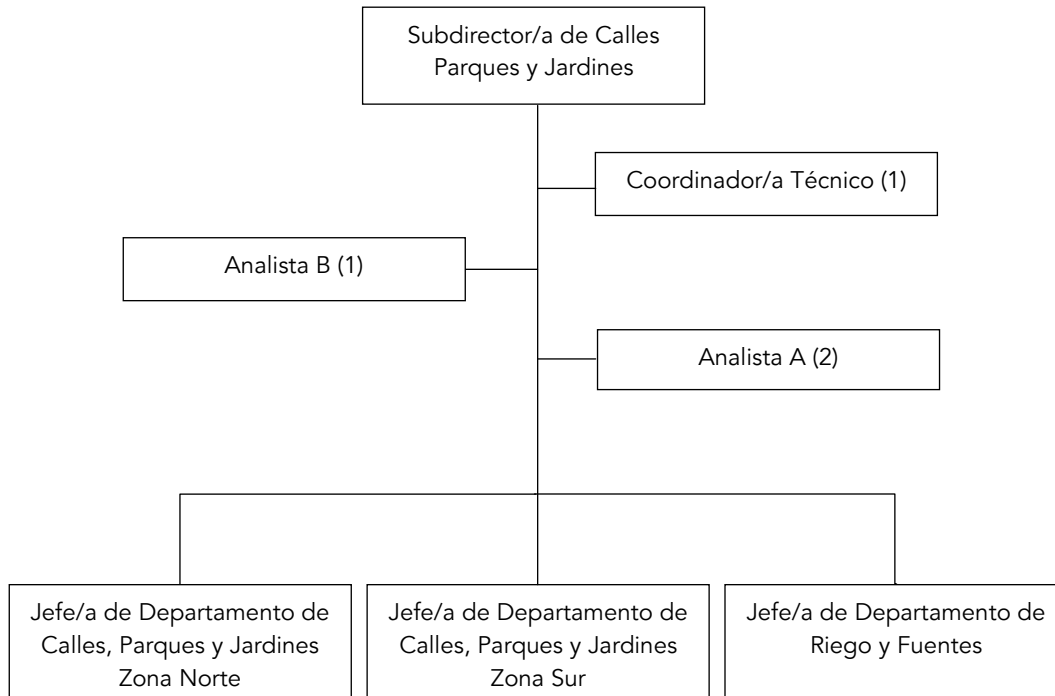 Subdirector/a de Calles
Parques y Jardines
Coordinador/a Técnico (1)
Analista B (1)
Analista A (2)
Jefe/a de Departamento de
Calles, Parques y Jardines
Zona Norte
Jefe/a de Departamento de
Calles, Parques y Jardines
Zona Sur
Jefe/a de Departamento de
Riego y Fuentes